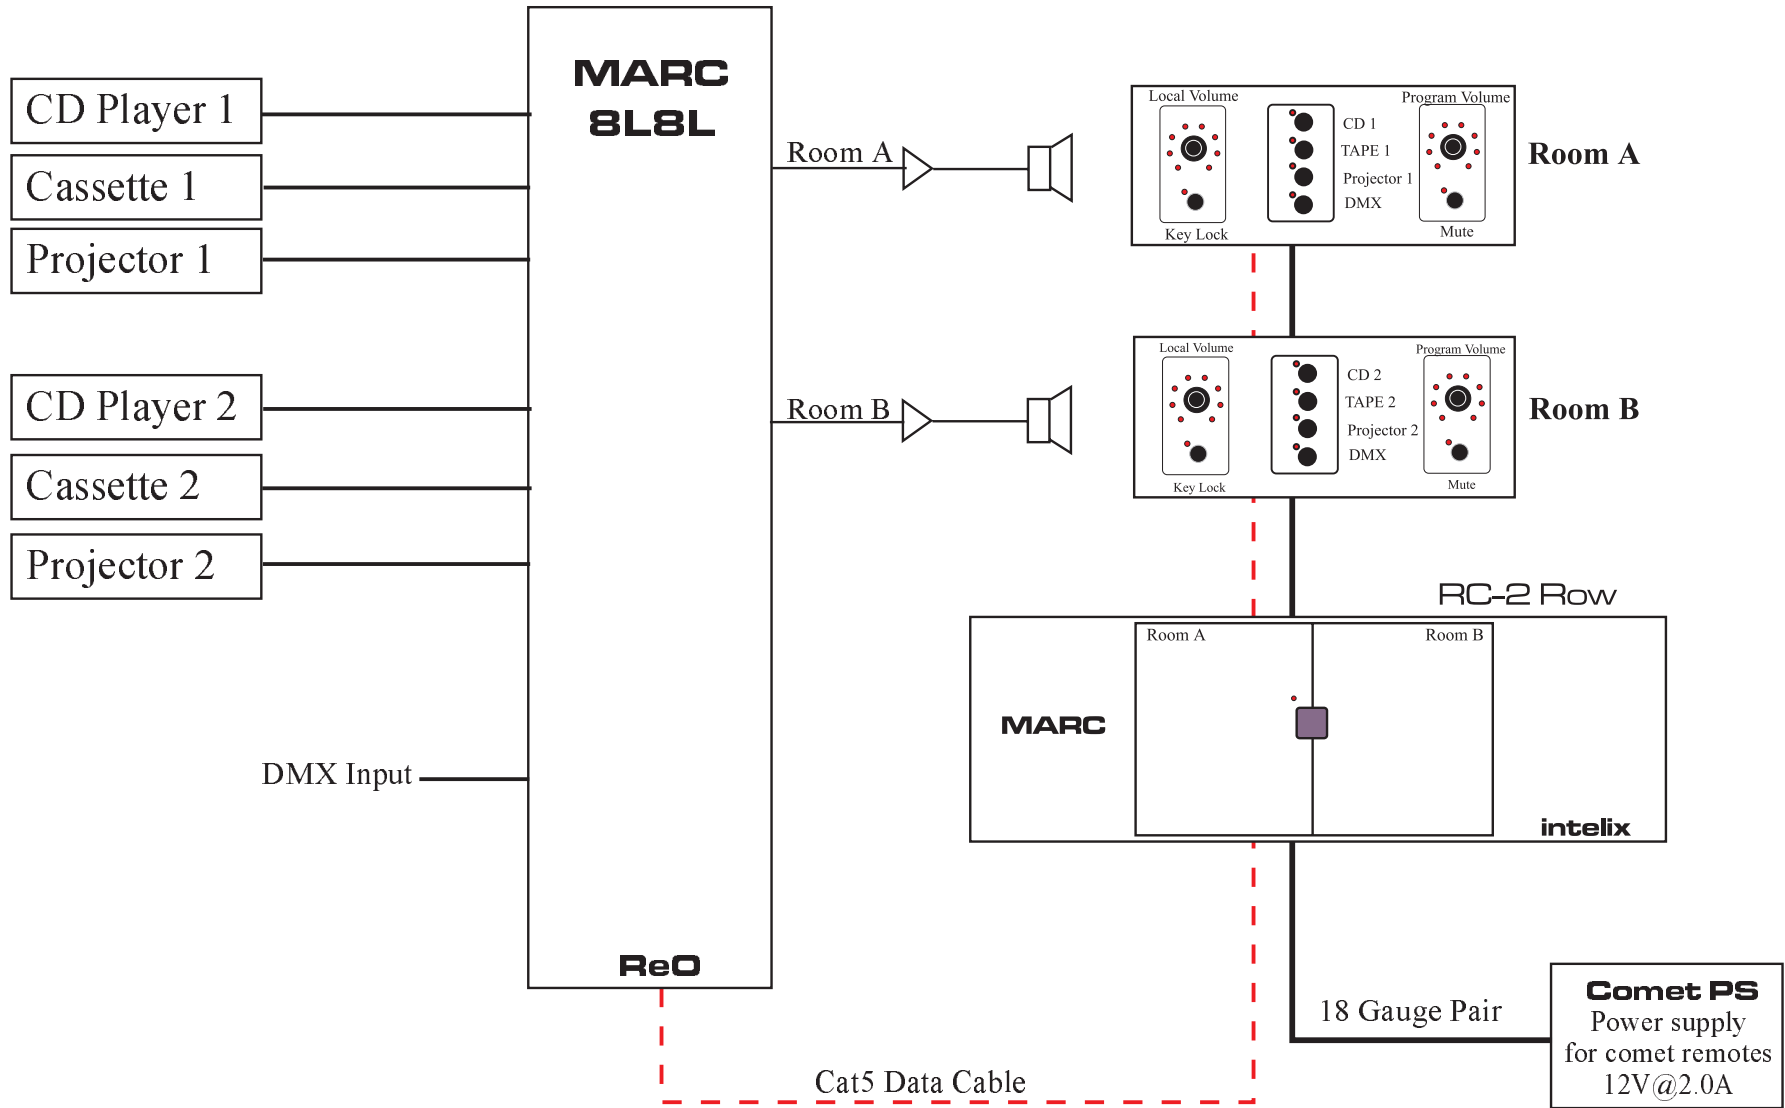 MARC
8L8L
CD Player 1
Cassette 1
Projector 1
CD Player 2
Cassette 2
Projector 2
DMX Input
ReO
Room A
Room B
Local Volume
Program Volume
CD 1
TAPE 1
Projector 1
DMX
Key Lock
Mute
Room A
Local Volume
Program Volume
CD 2
TAPE 2
Projector 2
DMX
Key Lock
Mute
Room B
RC-2 Row
Room A
Room B
MARC
intelix
18 Gauge Pair
Cat5 Data Cable
Comet PS
Power supply
for comet remotes
12V@2.0A